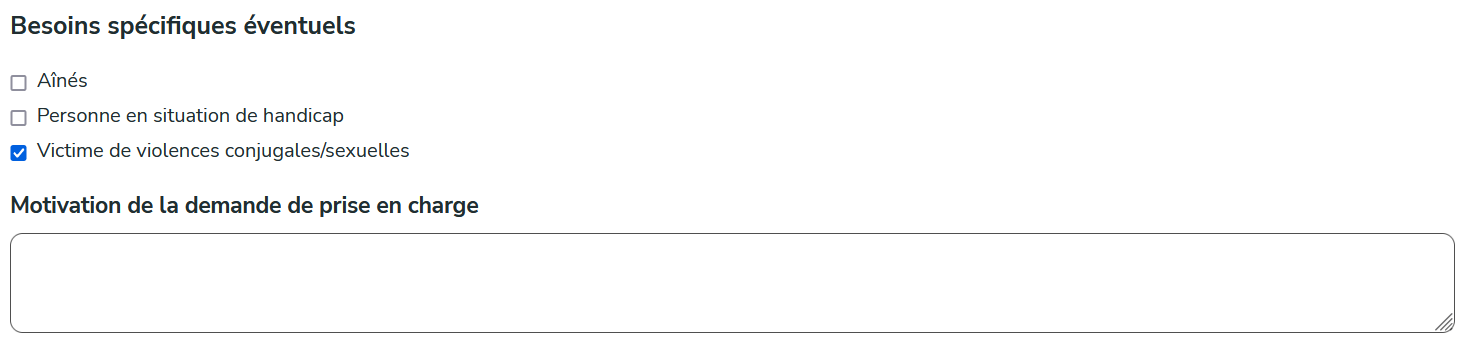 Besoins spécifiques éventuels
Aînés
Personne en situation de handicap
Victime de violences conjugales/sexuelles
Motivation de la demande de prise en charge